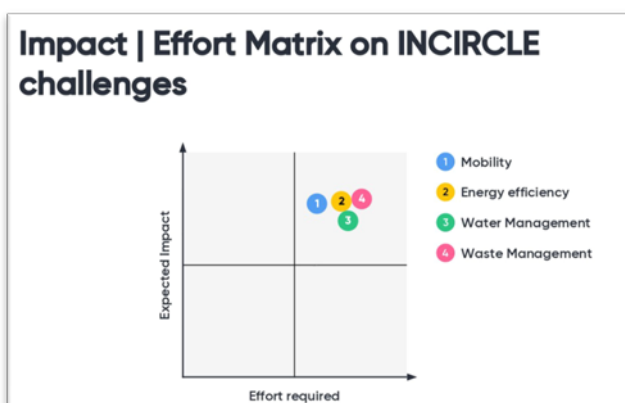 Impact | Effort Matrix on INCIRCLE
challenges
Expected Impact
1
2
4
3
Effort required
1 Mobility
2 Energy efficiency
3 Water Management
4 Waste Management